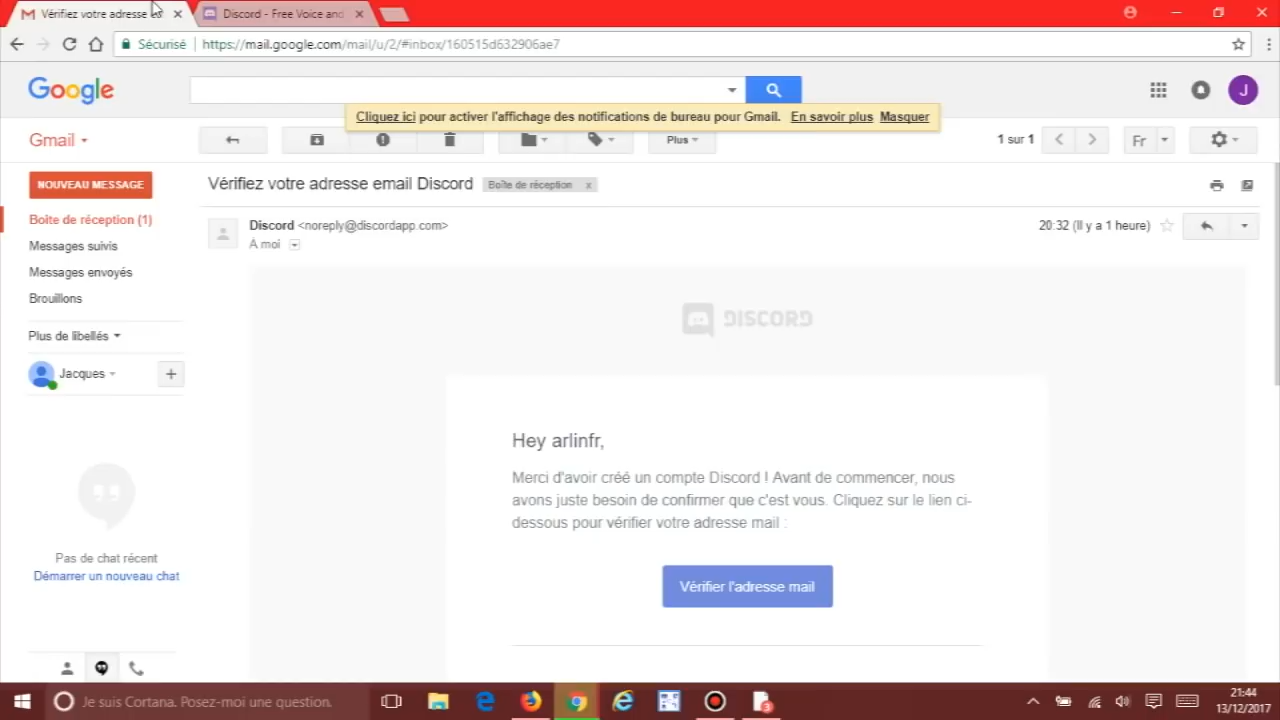 Vérifiez votre adresse
Discord - Free Voice and
Sécurisé
https://mail.google.com/mail/u/2/#inbox/160515d632906ae7
Google
J
Cliquez ici pour activer l'affichage des notifications de bureau pour Gmail. En savoir plus Masquer
Gmail
Plus
1 sur 1
Fr
NOUVEAU MESSAGE
Vérifiez votre adresse email Discord
Boîte de réception x
Boîte de réception (1)
Messages suivis
Messages envoyés
Brouillons
Plus de libellés
Jacques
Discord <noreply@discordapp.com>
20:32 (Il y a 1 heure)
À moi
DISCORD
Hey arlinfr,
Merci d'avoir créé un compte Discord ! Avant de commencer, nous
avons juste besoin de confirmer que c'est vous. Cliquez sur le lien ci-
dessous pour vérifier votre adresse mail :
Vérifier l'adresse mail
Pas de chat récent
Démarrer un nouveau chat
Je suis Cortana. Posez-moi une question.
21:44
13/12/2017